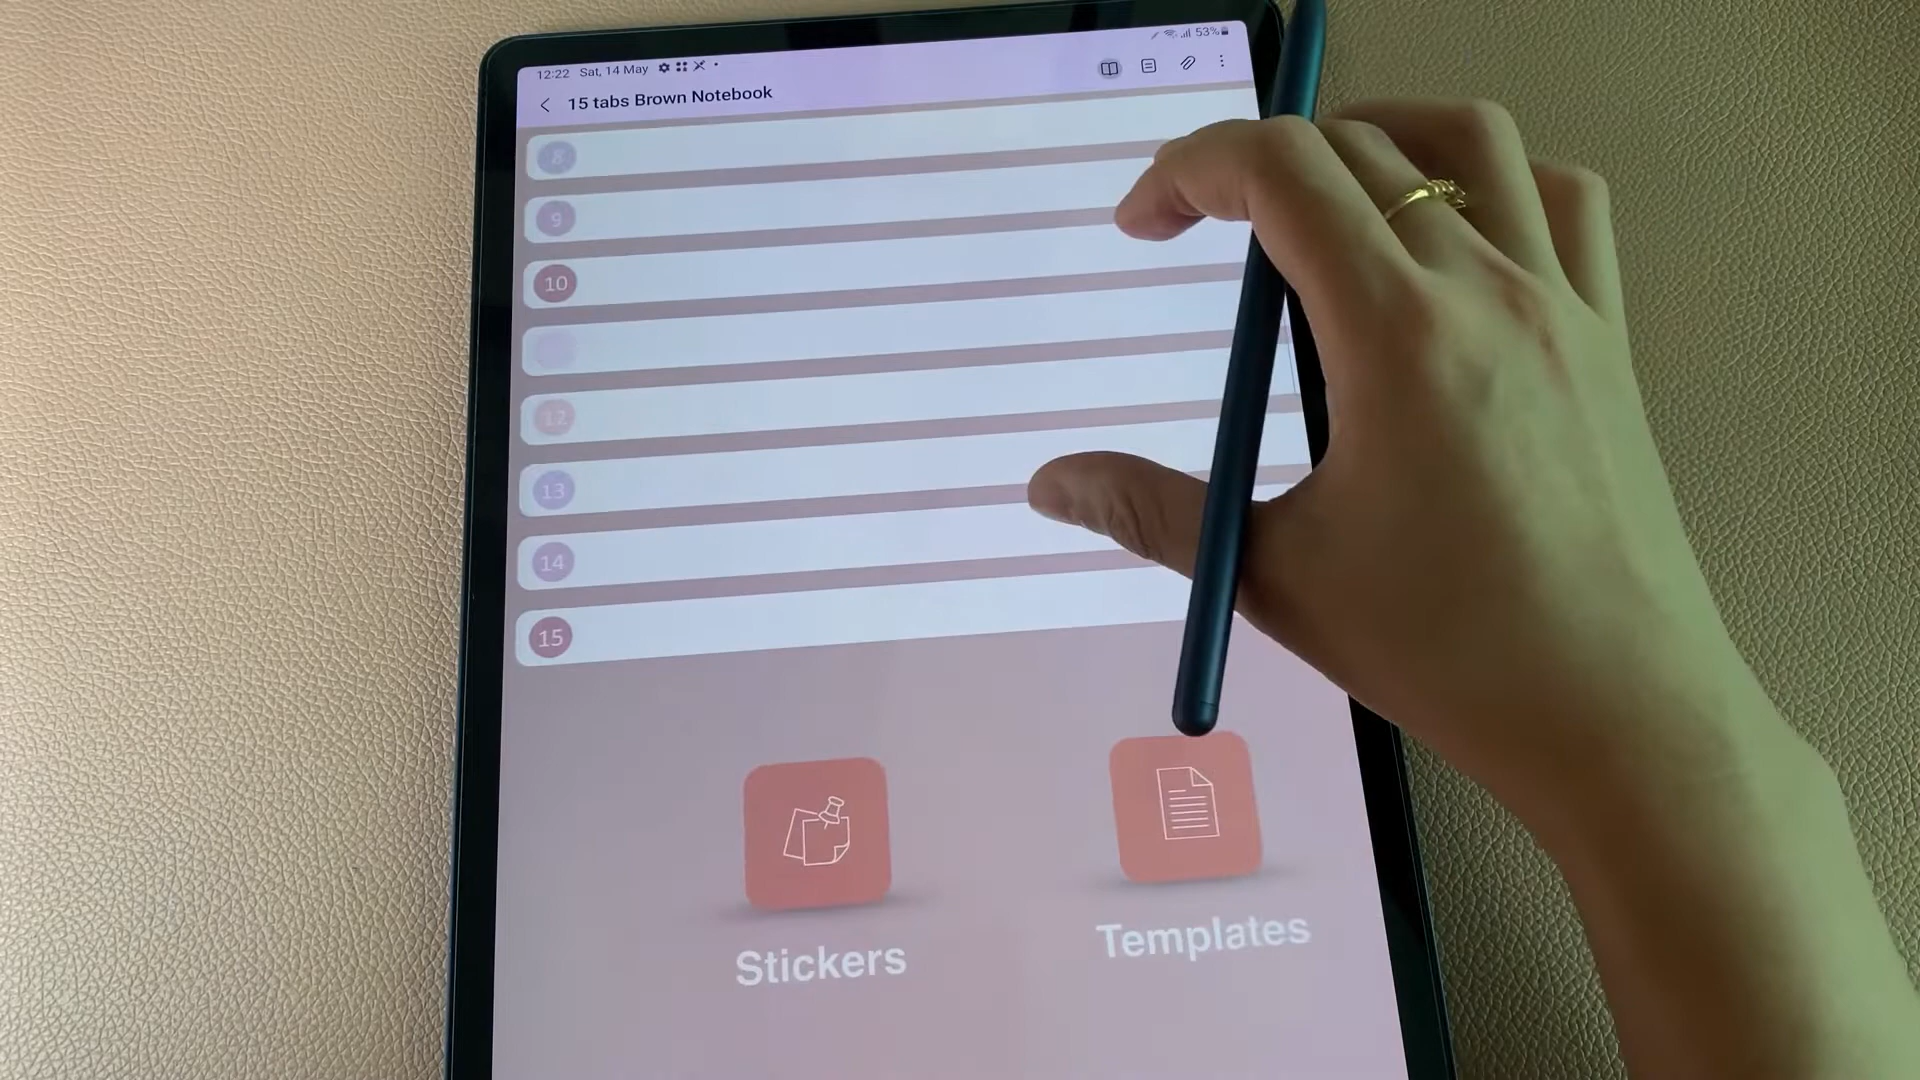 12:22 Sat, 14 May
53%
15 tabs Brown Notebook
8
9
10
12
13
14
15
Stickers
Templates